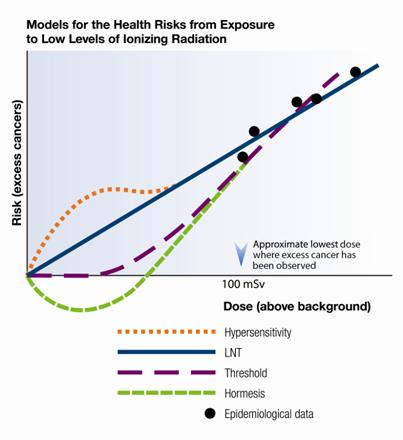 Models for the Health Risks from Exposure
to Low Levels of Ionizing Radiation
Risk (excess cancers)
Approximate lowest dose
where excess cancer has
been observed
100 mSv
Dose (above background)
Hypersensitivity
LNT
Threshold
Hormesis
Epidemiological data